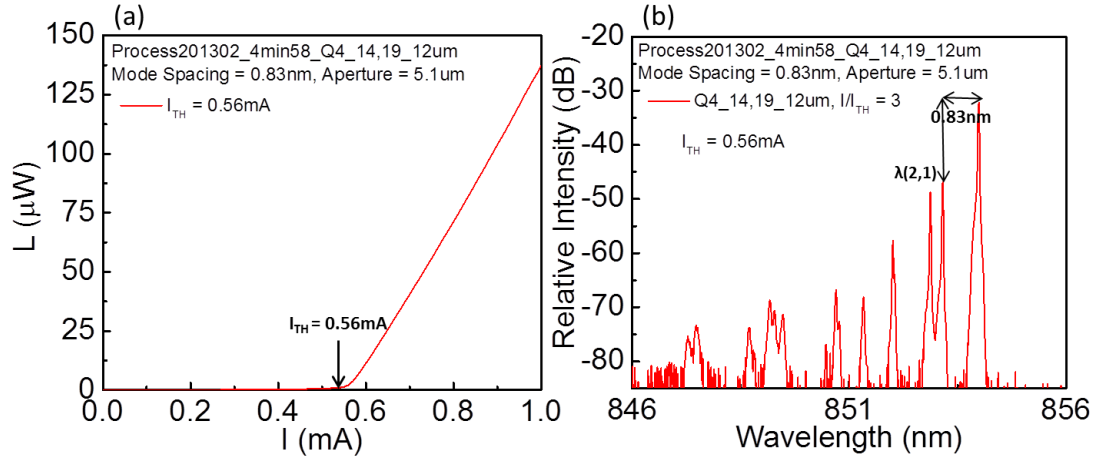 (a)
Process201302_4min58_Q4_14,19_12um
Mode Spacing = 0.83nm, Aperture = 5.1um
I_TH = 0.56mA
I_TH = 0.56mA
L (μW)
150
125
100
75
50
25
0
0.0 0.2 0.4 0.6 0.8 1.0
I (mA)
(b)
Process201302_4min58_Q4_14,19_12um
Mode Spacing = 0.83nm, Aperture = 5.1um
Q4_14,19_12um, I/I_TH = 3
0.83nm
I_TH = 0.56mA
λ(2,1)
Relative Intensity (dB)
-20
-30
-40
-50
-60
-70
-80
846 851 856
Wavelength (nm)